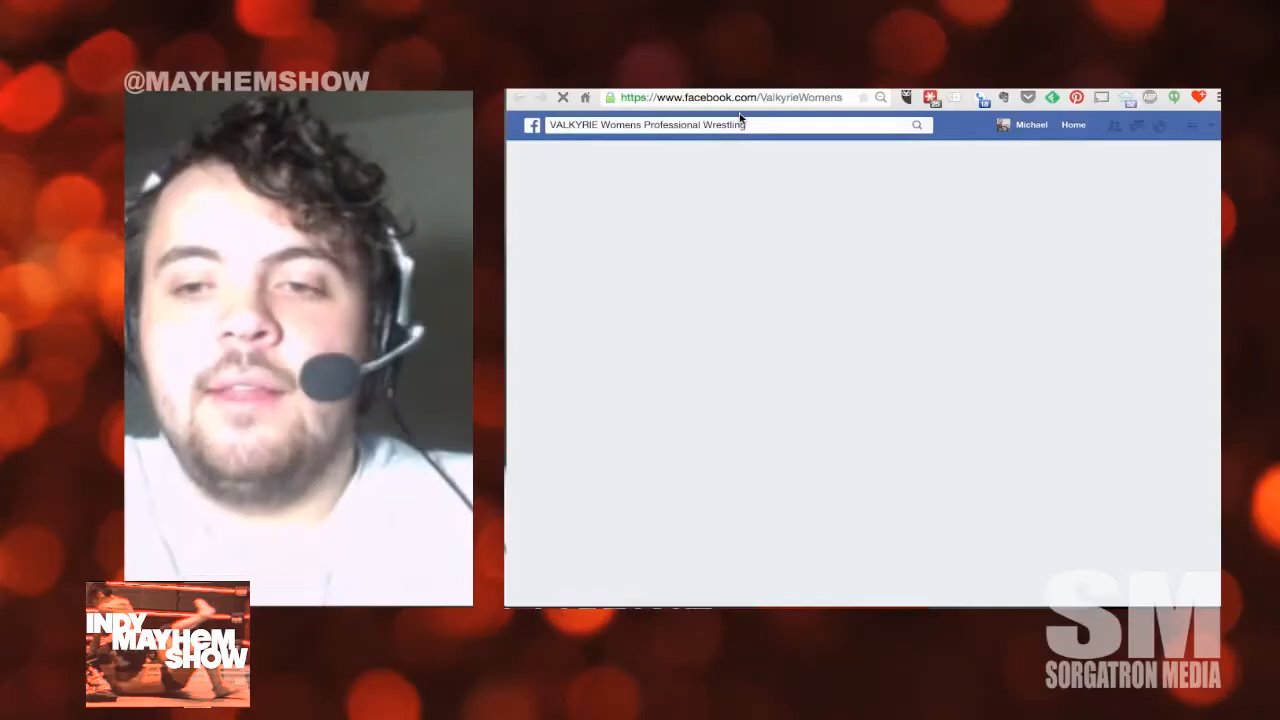 @MAYHEMSHOW
https://www.facebook.com/ValkyrieWomens
VALKYRIE Womens Professional Wrestling
Michael
Home
INDY
MAYHEM
SHOW
SM
SORGATRON MEDIA